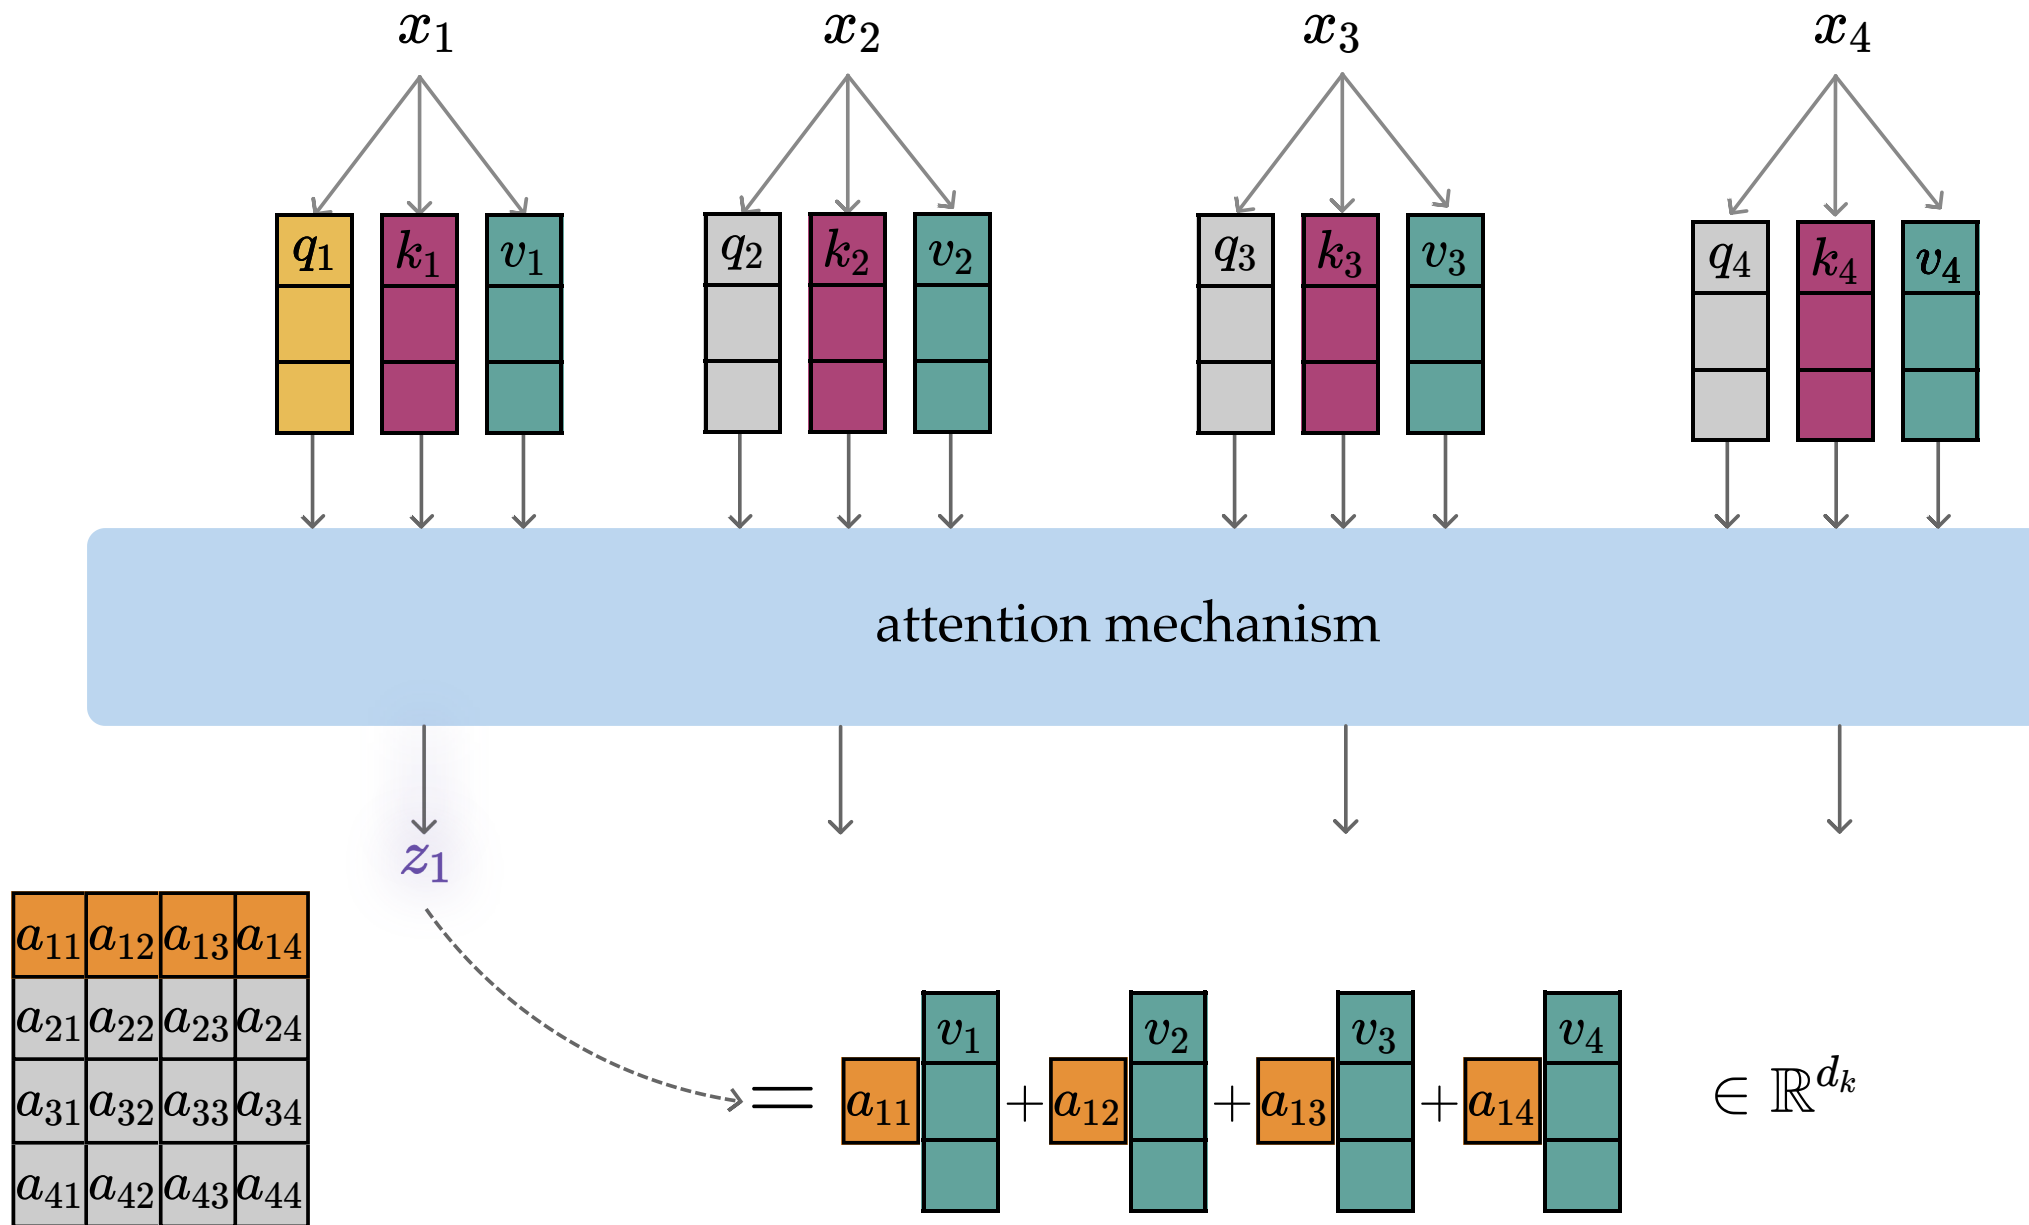 x₁ x₂ x₃ x₄
q₁ k₁ v₁ q₂ k₂ v₂ q₃ k₃ v₃ q₄ k₄ v₄
attention mechanism
z₁
a₁₁ a₁₂ a₁₃ a₁₄
a₂₁ a₂₂ a₂₃ a₂₄
a₃₁ a₃₂ a₃₃ a₃₄
a₄₁ a₄₂ a₄₃ a₄₄
v₁ v₂ v₃ v₄
= a₁₁ + a₁₂ + a₁₃ + a₁₄ ∈ ℝ^{d_k}